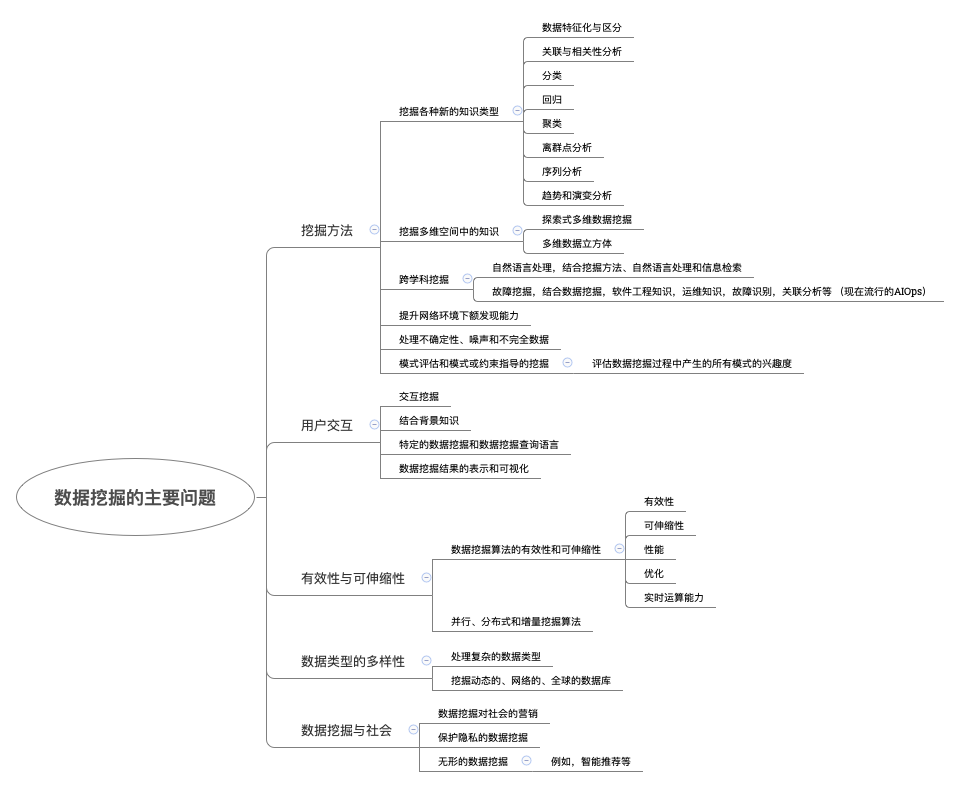 数据挖掘的主要问题
挖掘方法
挖掘各种新的知识类型
数据特征化与区分
关联与相关性分析
分类
回归
聚类
离群点分析
序列分析
趋势和演变分析
挖掘多维空间中的知识
探索式多维数据挖掘
多维数据立方体
跨学科挖掘
自然语言处理，结合挖掘方法、自然语言处理和信息检索
故障挖掘，结合数据挖掘，软件工程知识，运维知识，故障识别，关联分析等 （现在流行的AIOps）
提升网络环境下额发现能力
处理不确定性、噪声和不完全数据
模式评估和模式或约束指导的挖掘
评估数据挖掘过程中产生的所有模式的兴趣度
用户交互
交互挖掘
结合背景知识
特定的数据挖掘和数据挖掘查询语言
数据挖掘结果的表示和可视化
有效性与可伸缩性
数据挖掘算法的有效性和可伸缩性
有效性
可伸缩性
性能
优化
实时运算能力
并行、分布式和增量挖掘算法
数据类型的多样性
处理复杂的数据类型
挖掘动态的、网络的、全球的数据库
数据挖掘与社会
数据挖掘对社会的营销
保护隐私的数据挖掘
无形的数据挖掘
例如，智能推荐等